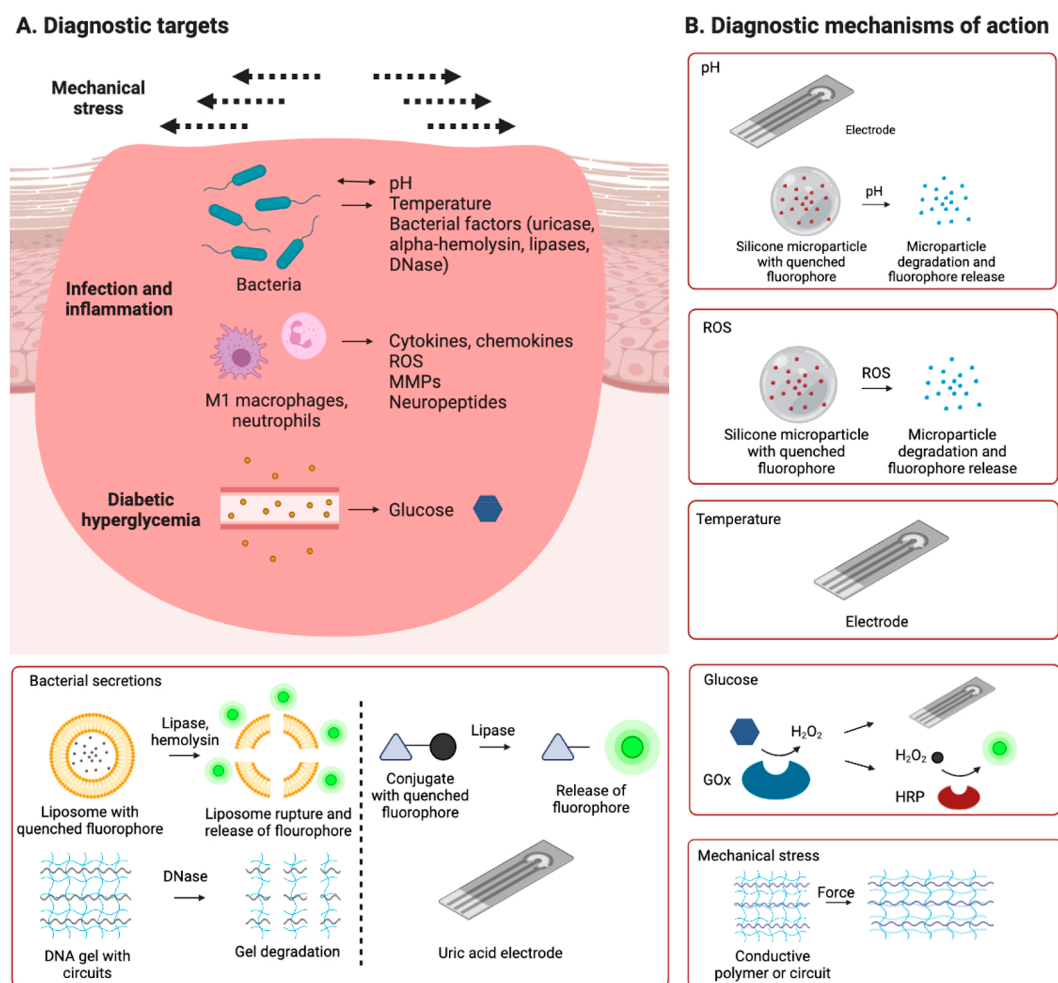 A. Diagnostic targets
Mechanical
stress
pH
Temperature
Bacterial factors (uricase,
alpha-hemolysin, lipases,
DNase)
Bacteria
Infection and
inflammation
Cytokines, chemokines
ROS
MMPs
Neuropeptides
M1 macrophages,
neutrophils
Diabetic
hyperglycemia
Glucose
B. Diagnostic mechanisms of action
pH
Electrode
pH
Silicone microparticle
with quenched
fluorophore
Microparticle
degradation and
fluorophore release
ROS
ROS
Silicone microparticle
with quenched
fluorophore
Microparticle
degradation and
fluorophore release
Temperature
Electrode
Glucose
H₂O₂
GOx
H₂O₂
HRP
Mechanical stress
Force
Conductive
polymer or circuit
Bacterial secretions
Lipase,
hemolysin
Liposome with
quenched fluorophore
Liposome rupture and
release of flourophore
DNase
DNA gel with
circuits
Gel degradation
Lipase
Conjugate
with quenched
fluorophore
Release of
fluorophore
Uric acid electrode